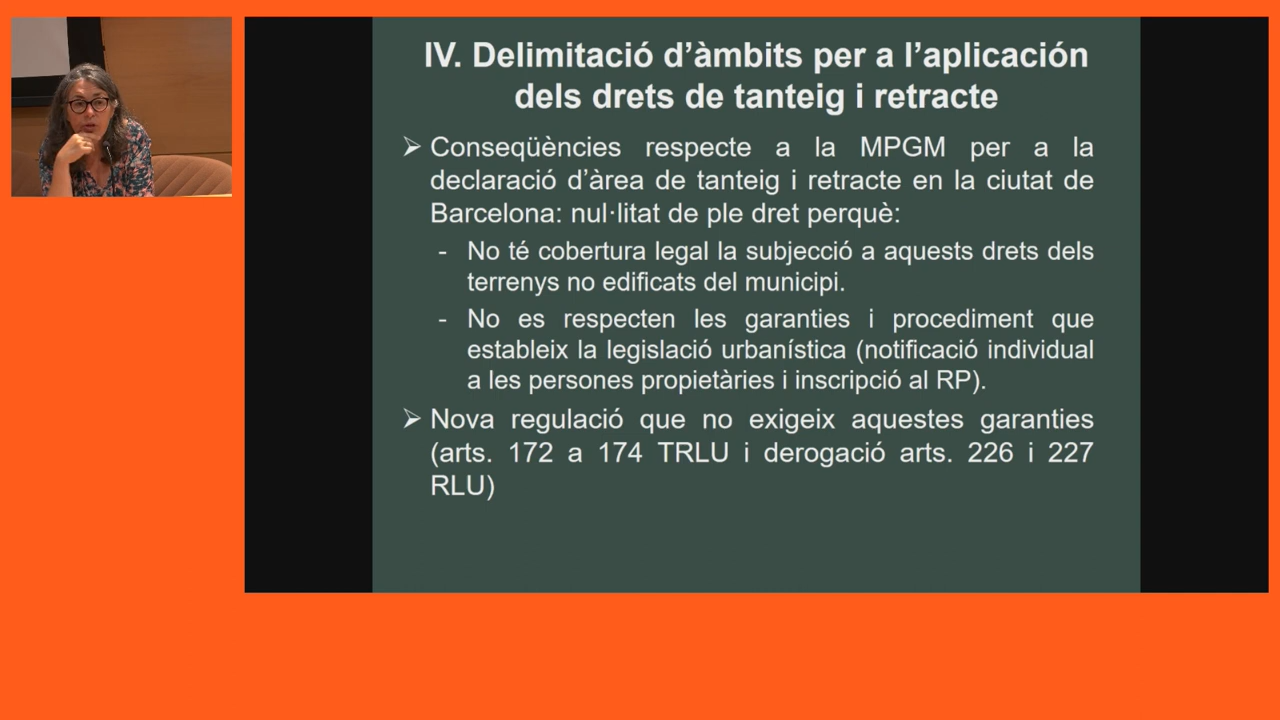 IV. Delimitació d’àmbits per a l’aplicación
dels drets de tanteig i retracte
➢ Conseqüències respecte a la MPGM per a la
declaració d’àrea de tanteig i retracte en la ciutat de
Barcelona: nul·litat de ple dret perquè:
- No té cobertura legal la subjecció a aquests drets dels
terrenys no edificats del municipi.
- No es respecten les garanties i procediment que
estableix la legislació urbanística (notificació individual
a les persones propietàries i inscripció al RP).
➢ Nova regulació que no exigeix aquestes garanties
(arts. 172 a 174 TRLU i derogació arts. 226 i 227
RLU)